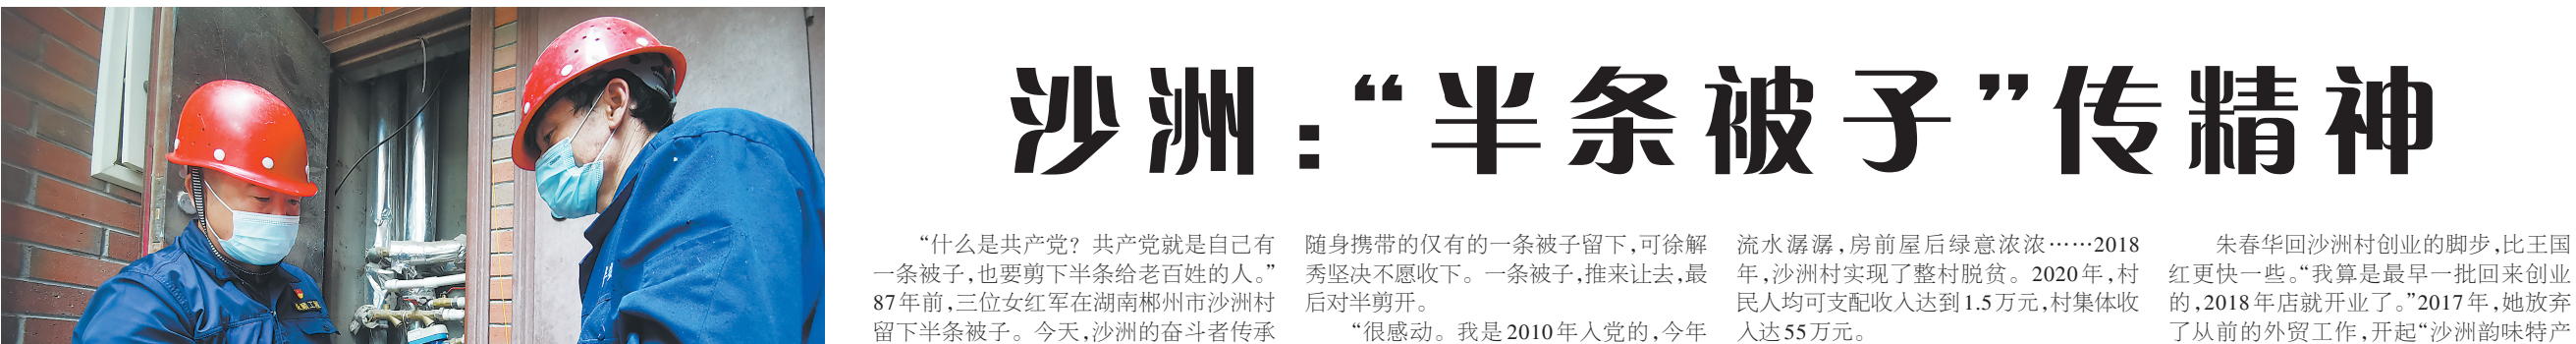 沙洲：“半条被子”传精神
“什么是共产党？共产党就是自己有
一条被子，也要剪下半条给老百姓的人。”
87年前，三位女红军在湖南郴州市沙洲村
留下半条被子。今天，沙洲的奋斗者传承
随身携带的仅有的一条被子留下，可徐解
秀坚决不愿收下。一条被子，推来让去，最
后对半剪开。
“很感动。我是2010年入党的，今年
流水潺潺，房前屋后绿意浓浓……2018
年，沙洲村实现了整村脱贫。2020年，村
民人均可支配收入达到1.5万元，村集体收
入达55万元。
朱春华回沙洲村创业的脚步，比王国
红更快一些。“我算是最早一批回来创业
的，2018年店就开业了。”2017年，她放弃
了从前的外贸工作，开起“沙洲韵味特产